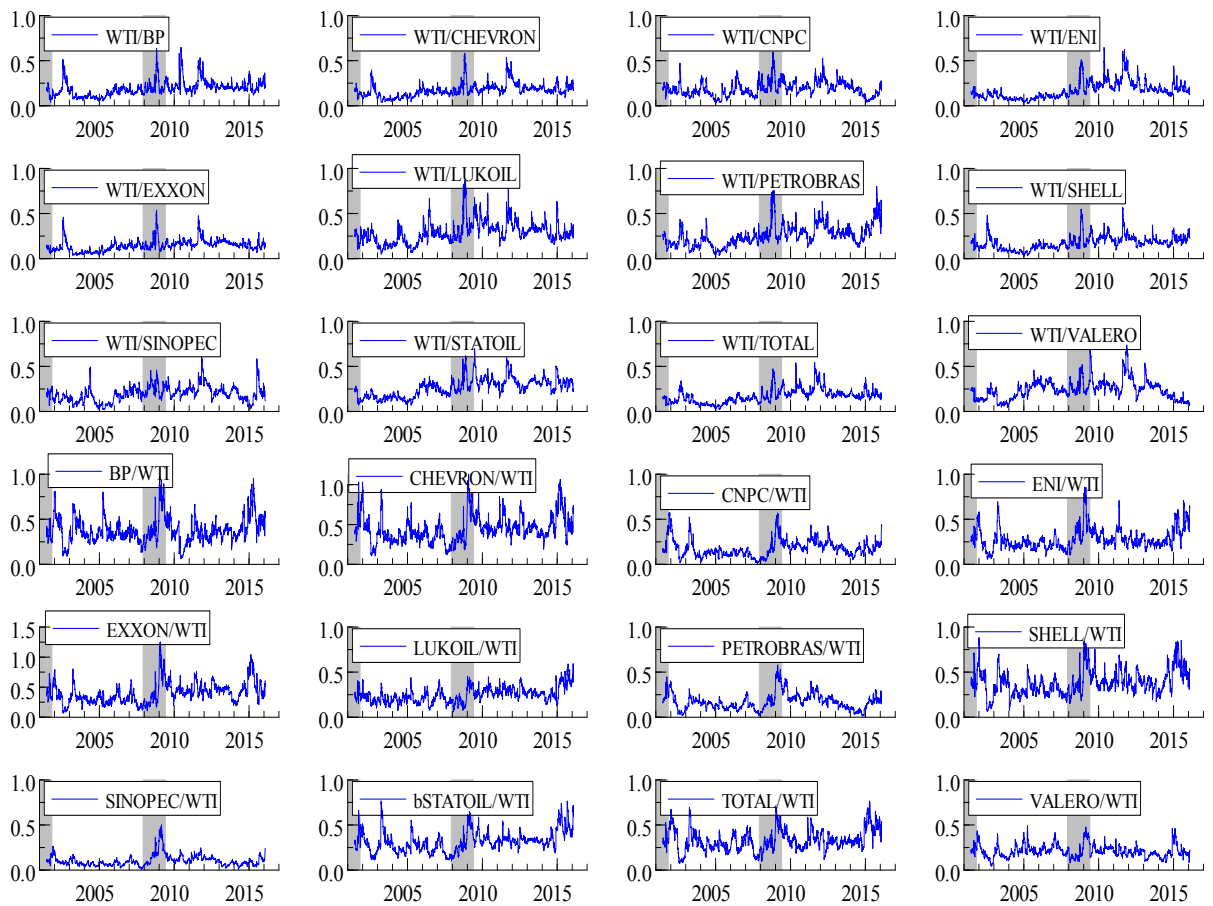 1.0 WTI/BP 1.0 WTI/CHEVRON 1.0 WTI/CNPC 1.0 WTI/ENI
0.5 0.5 0.5 0.5
0.0 0.0 0.0 0.0
2005 2010 2015 2005 2010 2015 2005 2010 2015 2005 2010 2015
1.0 WTI/EXXON 1.0 WTI/LUKOIL 1.0 WTI/PETROBRAS 1.0 WTI/SHELL
0.5 0.5 0.5 0.5
0.0 0.0 0.0 0.0
2005 2010 2015 2005 2010 2015 2005 2010 2015 2005 2010 2015
1.0 WTI/SINOPEC 1.0 WTI/STATOIL 1.0 WTI/TOTAL 1.0 WTI/VALERO
0.5 0.5 0.5 0.5
0.0 0.0 0.0 0.0
2005 2010 2015 2005 2010 2015 2005 2010 2015 2005 2010 2015
1.0 BP/WTI 1.0 CHEVRON/WTI 1.0 CNPC/WTI 1.0 ENI/WTI
0.5 0.5 0.5 0.5
0.0 0.0 0.0 0.0
2005 2010 2015 2005 2010 2015 2005 2010 2015 2005 2010 2015
1.5 EXXON/WTI 1.0 LUKOIL/WTI 1.0 PETROBRAS/WTI 1.0 SHELL/WTI
1.0
0.5 0.5 0.5 0.5
0.0 0.0 0.0 0.0
2005 2010 2015 2005 2010 2015 2005 2010 2015 2005 2010 2015
1.0 SINOPEC/WTI 1.0 bSTATOIL/WTI 1.0 TOTAL/WTI 1.0 VALERO/WTI
0.5 0.5 0.5 0.5
0.0 0.0 0.0 0.0
2005 2010 2015 2005 2010 2015 2005 2010 2015 2005 2010 2015